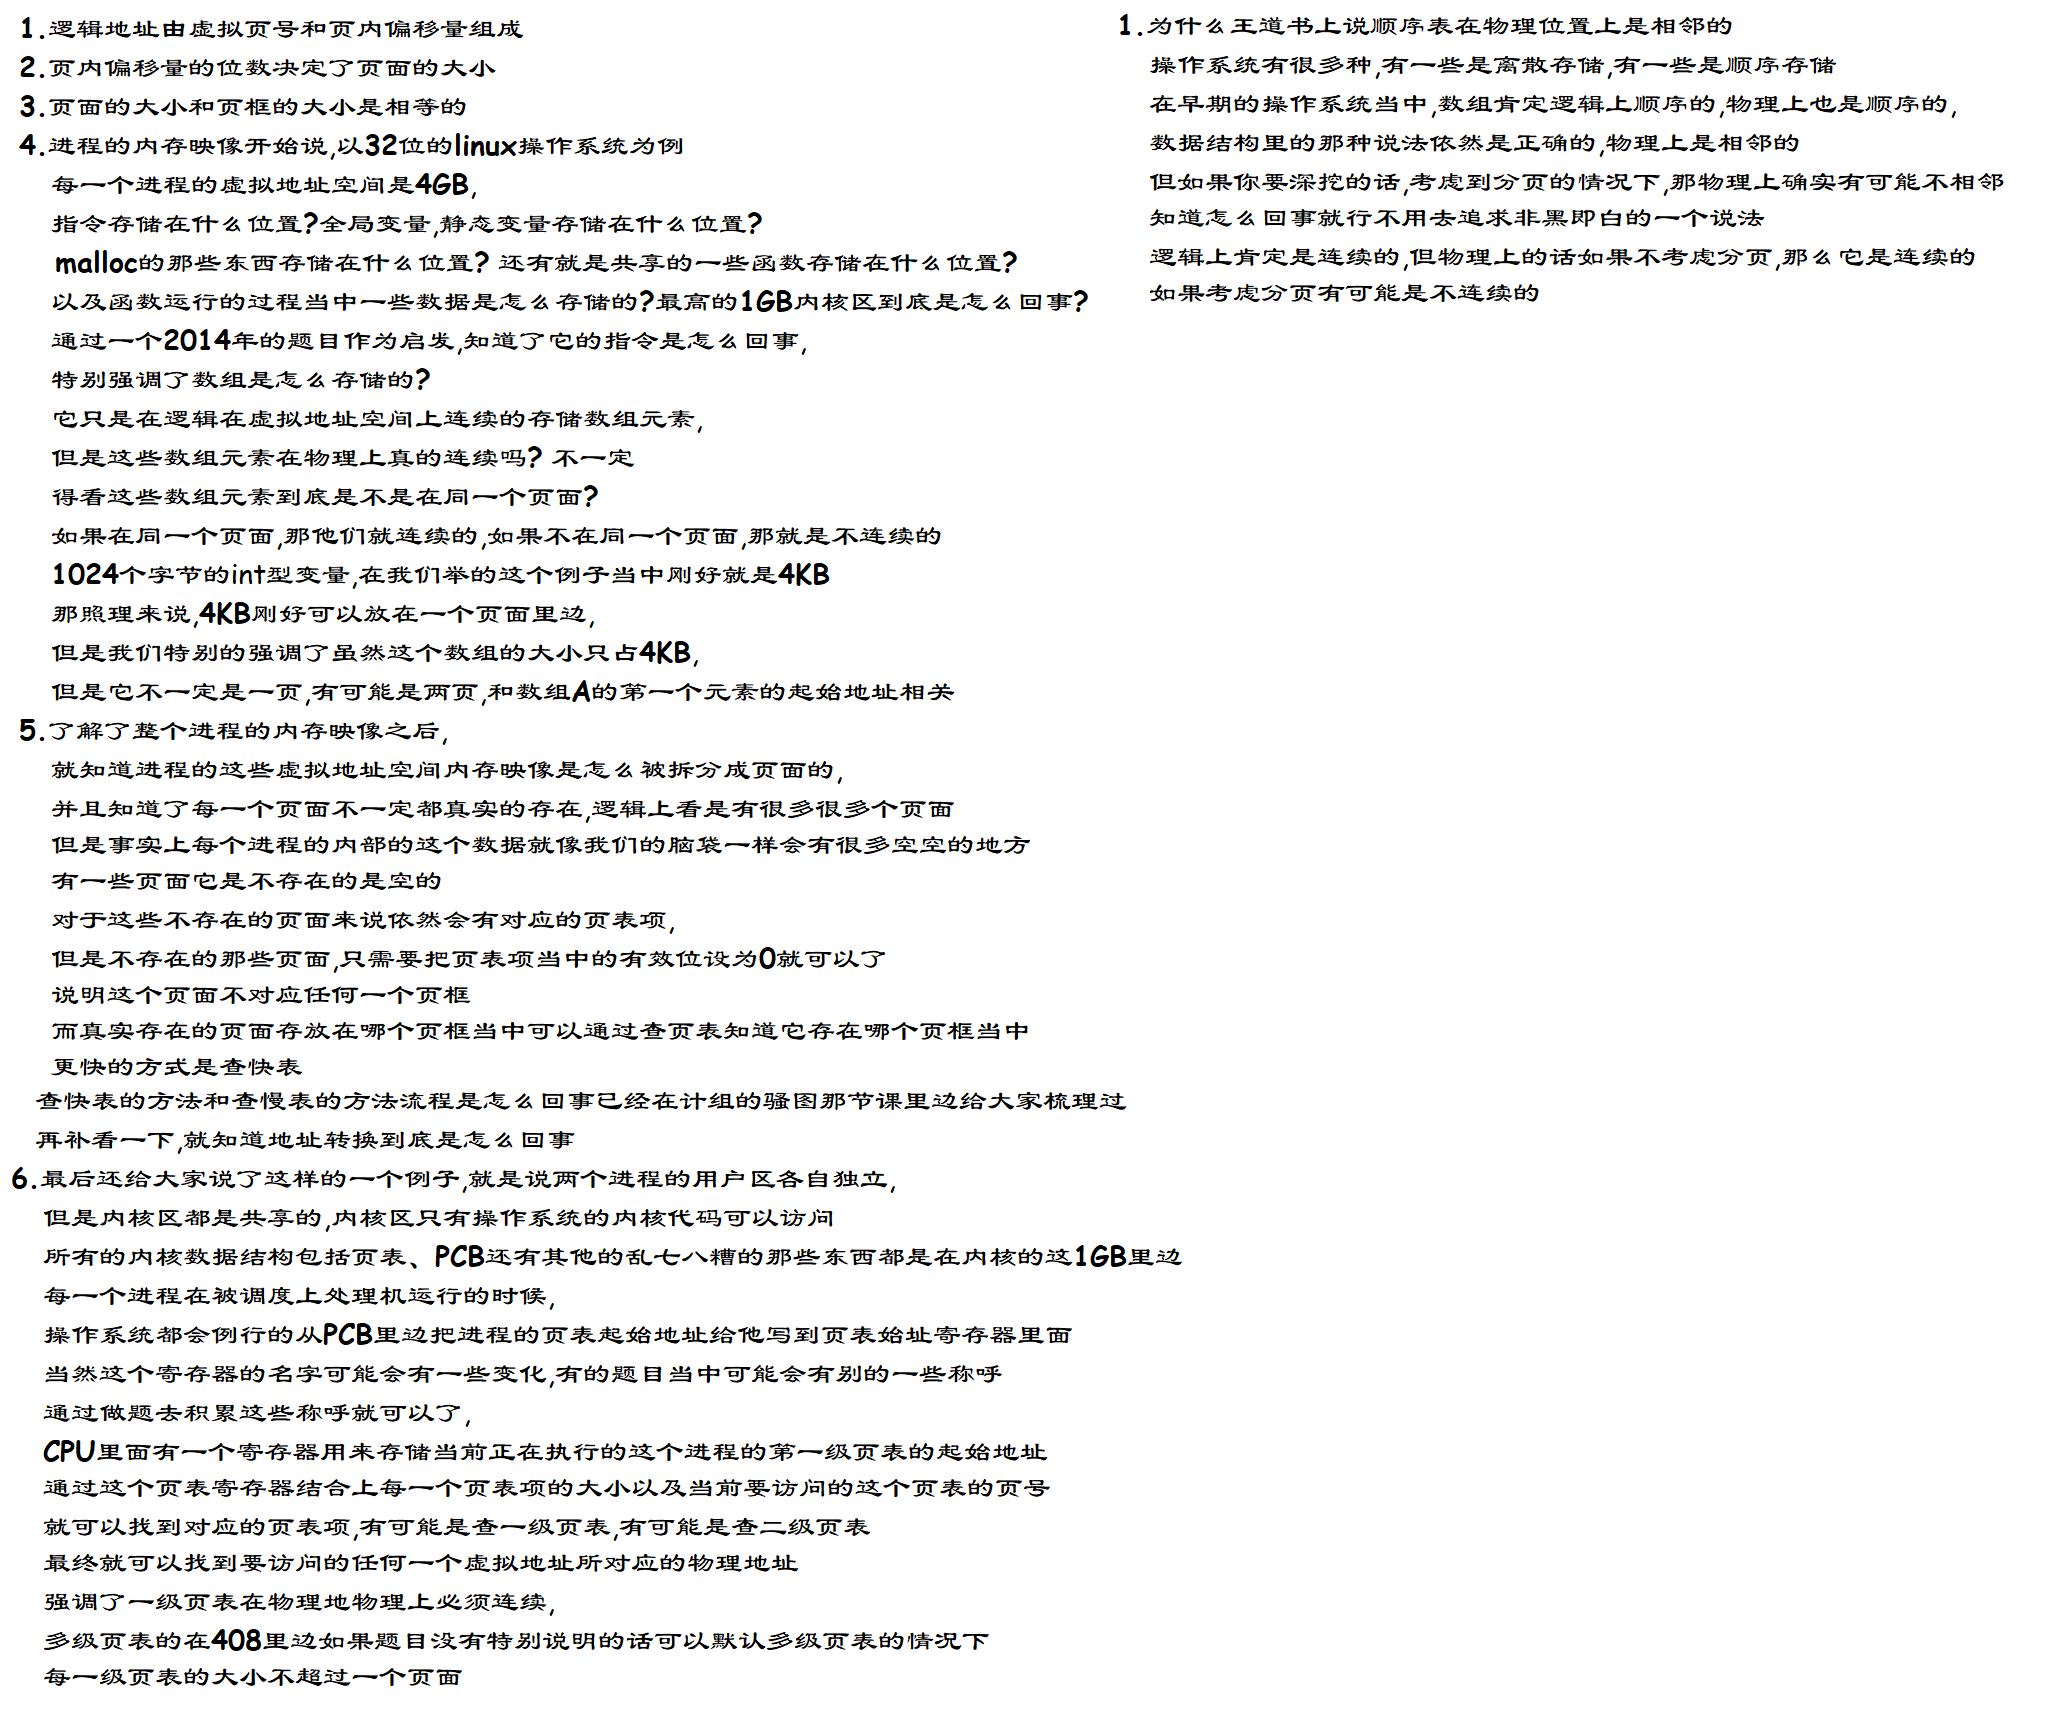 1.逻辑地址由虚拟页号和页内偏移量组成
2.页内偏移量的位数决定了页面的大小
3.页面的大小和页框的大小是相等的
4.进程的内存映像开始说,以32位的linux操作系统为例
每一个进程的虚拟地址空间是4GB,
指令存储在什么位置?全局变量,静态变量存储在什么位置?
malloc的那些东西存储在什么位置? 还有就是共享的一些函数存储在什么位置?
以及函数运行的过程当中一些数据是怎么存储的?最高的1GB内核区到底是怎么回事?
通过一个2014年的题目作为启发,知道了它的指令是怎么回事,
特别强调了数组是怎么存储的?
它只是在逻辑在虚拟地址空间上连续的存储数组元素,
但是这些数组元素在物理上真的连续吗? 不一定
得看这些数组元素到底是不是在同一个页面?
如果在同一个页面,那他们就连续的,如果不在同一个页面,那就是不连续的
1024个字节的int型变量,在我们举的这个例子当中刚好就是4KB
那照理来说,4KB刚好可以放在一个页面里边,
但是我们特别的强调了虽然这个数组的大小只占4KB,
但是它不一定是一页,有可能是两页,和数组A的第一个元素的起始地址相关
5.了解了整个进程的内存映像之后,
就知道进程的这些虚拟地址空间内存映像是怎么被拆分成页面的,
并且知道了每一个页面不一定都真实的存在,逻辑上看是有很多很多个页面
但是事实上每个进程的内部的这个数据就像我们的脑袋一样会有很多空空的地方
有一些页面它是不存在的是空的
对于这些不存在的页面来说依然会有对应的页表项,
但是不存在的那些页面,只需要把页表项当中的有效位设为0就可以了
说明这个页面不对应任何一个页框
而真实存在的页面存放在哪个页框当中可以通过查页表知道它存在哪个页框当中
更快的方式是查快表
查快表的方法和查慢表的方法流程是怎么回事已经在计组的骚图那节课里边给大家梳理过
再补看一下,就知道地址转换到底是怎么回事
6.最后还给大家说了这样的一个例子,就是说两个进程的用户区各自独立,
但是内核区都是共享的,内核区只有操作系统的内核代码可以访问
所有的内核数据结构包括页表、PCB还有其他的乱七八糟的那些东西都是在内核的这1GB里边
每一个进程在被调度上处理机运行的时候,
操作系统都会例行的从PCB里边把进程的页表起始地址给他写到页表始址寄存器里面
当然这个寄存器的名字可能会有一些变化,有的题目当中可能会有别的一些称呼
通过做题去积累这些称呼就可以了,
CPU里面有一个寄存器用来存储当前正在执行的这个进程的第一级页表的起始地址
通过这个页表寄存器结合上每一个页表项的大小以及当前要访问的这个页表的页号
就可以找到对应的页表项,有可能是查一级页表,有可能是查二级页表
最终就可以找到要访问的任何一个虚拟地址所对应的物理地址
强调了一级页表在物理地物理上必须连续,
多级页表的在408里边如果题目没有特别说明的话可以默认多级页表的情况下
每一级页表的大小不超过一个页面
1.为什么王道书上说顺序表在物理位置上是相邻的
操作系统有很多种,有一些是离散存储,有一些是顺序存储
在早期的操作系统当中,数组肯定逻辑上顺序的,物理上也是顺序的,
数据结构里的那种说法依然是正确的,物理上是相邻的
但如果你要深挖的话,考虑到分页的情况下,那物理上确实有可能不相邻
知道怎么回事就行不用去追求非黑即白的一个说法
逻辑上肯定是连续的,但物理上的话如果不考虑分页,那么它是连续的
如果考虑分页有可能是不连续的